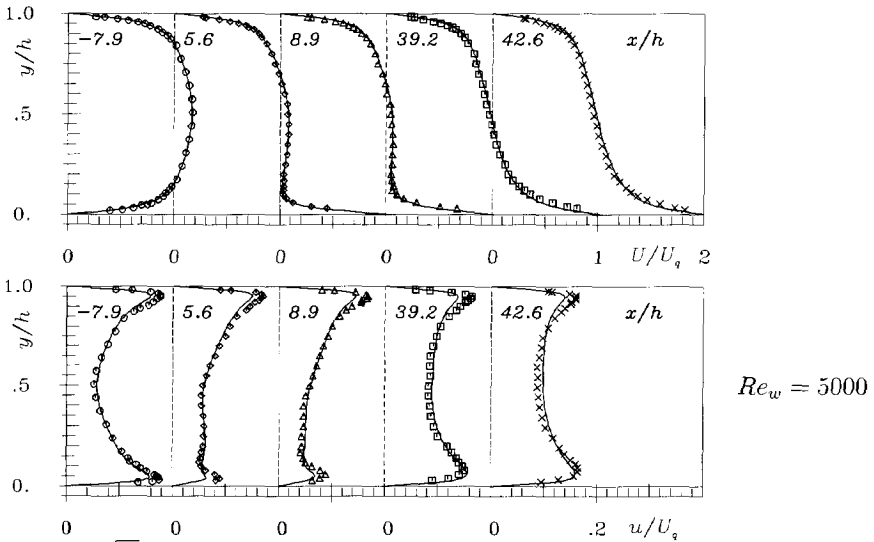 1.0
-7.9 5.6 8.9 39.2 42.6 x/h
y/h
.5
0.
0 0 0 0 0 1 U/U_q 2
1.0
-7.9 5.6 8.9 39.2 42.6 x/h
y/h
.5
Re_w = 5000
0.
0 0 0 0 0 .2 u/U_q